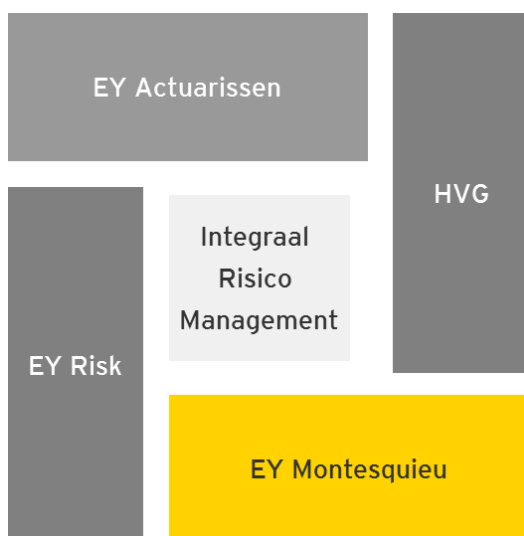 EY Actuarissen
HVG
Integraal
Risico
Management
EY Risk
EY Montesquieu